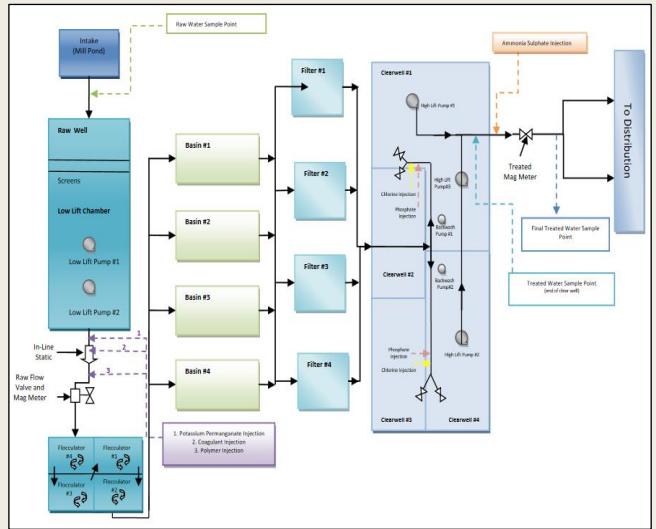 Raw Water Sample Point
Intake
(Mill Pond)
Raw Well
Screens
Low Lift Chamber
Low Lift Pump #1
Low Lift Pump #2
In-Line
Static
Raw Flow
Valve and
Mag Meter
1
2
3
Flocculator
#4
Flocculator
#1
Flocculator
#3
Flocculator
#2
1. Potassium Permanganate Injection
2. Coagulant Injection
3. Polymer Injection
Basin #1
Basin #2
Basin #3
Basin #4
Filter #1
Filter #2
Filter #3
Filter #4
Clearwell #1
High Lift Pump #1
Chlorine Injection
Phosphate
Injection
High Lift
Pump#3
Backwash
Pump #1
Clearwell #2
Backwash
Pump#2
Phosphate
Injection
Chlorine Injection
High Lift Pump #2
Clearwell #3
Clearwell #4
Ammonia Sulphate Injection
Treated
Mag Meter
To Distribution
Final Treated Water Sample
Point
Treated Water Sample Point
(end of clear well)